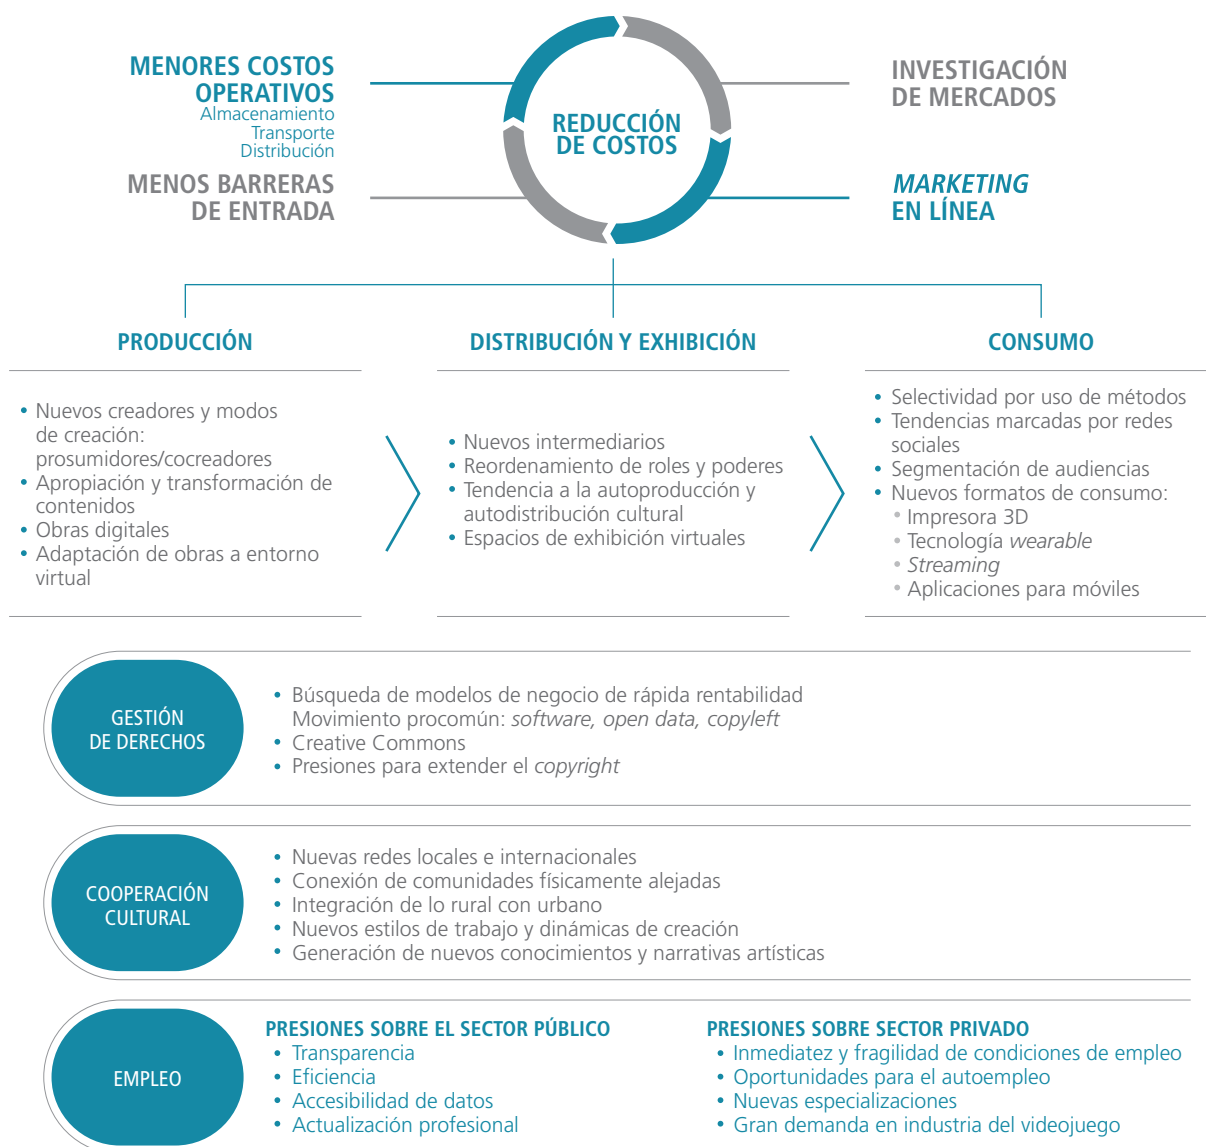 MENORES COSTOS
OPERATIVOS
Almacenamiento
Transporte
Distribución
MENOS BARRERAS
DE ENTRADA
REDUCCIÓN
DE COSTOS
INVESTIGACIÓN
DE MERCADOS
MARKETING
EN LÍNEA
PRODUCCIÓN
• Nuevos creadores y modos
de creación:
prosumidores/cocreadores
• Apropiación y transformación de
contenidos
• Obras digitales
• Adaptación de obras a entorno
virtual
DISTRIBUCIÓN Y EXHIBICIÓN
• Nuevos intermediarios
• Reordenamiento de roles y poderes
• Tendencia a la autoproducción y
autodistribución cultural
• Espacios de exhibición virtuales
CONSUMO
• Selectividad por uso de métodos
• Tendencias marcadas por redes
sociales
• Segmentación de audiencias
• Nuevos formatos de consumo:
• Impresora 3D
• Tecnología wearable
• Streaming
• Aplicaciones para móviles
GESTIÓN
DE DERECHOS
• Búsqueda de modelos de negocio de rápida rentabilidad
Movimiento procomún: software, open data, copyleft
• Creative Commons
• Presiones para extender el copyright
COOPERACIÓN
CULTURAL
• Nuevas redes locales e internacionales
• Conexión de comunidades físicamente alejadas
• Integración de lo rural con urbano
• Nuevos estilos de trabajo y dinámicas de creación
• Generación de nuevos conocimientos y narrativas artísticas
EMPLEO
PRESIONES SOBRE EL SECTOR PÚBLICO
• Transparencia
• Eficiencia
• Accesibilidad de datos
• Actualización profesional
PRESIONES SOBRE SECTOR PRIVADO
• Inmediatez y fragilidad de condiciones de empleo
• Oportunidades para el autoempleo
• Nuevas especializaciones
• Gran demanda en industria del videojuego